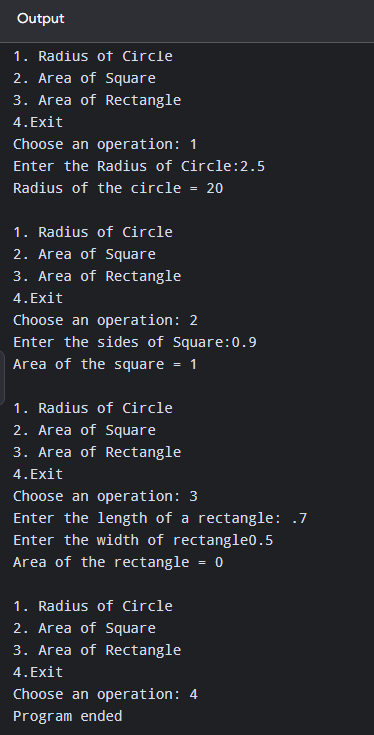 Output
1. Radius of Circle
2. Area of Square
3. Area of Rectangle
4.Exit
Choose an operation: 1
Enter the Radius of Circle:2.5
Radius of the circle = 20
1. Radius of Circle
2. Area of Square
3. Area of Rectangle
4.Exit
Choose an operation: 2
Enter the sides of Square:0.9
Area of the square = 1
1. Radius of Circle
2. Area of Square
3. Area of Rectangle
4.Exit
Choose an operation: 3
Enter the length of a rectangle: .7
Enter the width of rectangle0.5
Area of the rectangle = 0
1. Radius of Circle
2. Area of Square
3. Area of Rectangle
4.Exit
Choose an operation: 4
Program ended